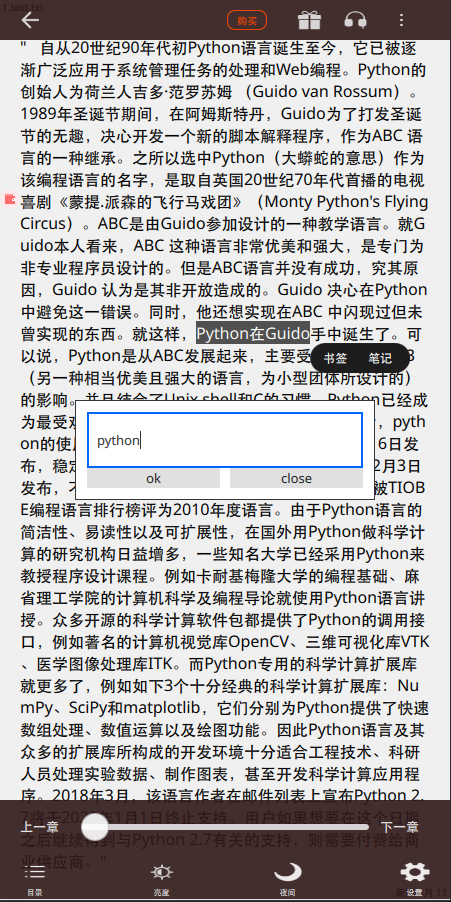 1.text.txt
购买
"   自从20世纪90年代初Python语言诞生至今，它已被逐
渐广泛应用于系统管理任务的处理和Web编程。Python的
创始人为荷兰人吉多·范罗苏姆 （Guido van Rossum）。
1989年圣诞节期间，在阿姆斯特丹，Guido为了打发圣诞
节的无趣，决心开发一个新的脚本解释程序，作为ABC 语
言的一种继承。之所以选中Python（大蟒蛇的意思）作为
该编程语言的名字，是取自英国20世纪70年代首播的电视
喜剧《蒙提.派森的飞行马戏团》（Monty Python's Flying
Circus）。ABC是由Guido参加设计的一种教学语言。就G
uido本人看来，ABC 这种语言非常优美和强大，是专门为
非专业程序员设计的。但是ABC语言并没有成功，究其原
因，Guido 认为是其非开放造成的。Guido 决心在Python
中避免这一错误。同时，他还想实现在ABC 中闪现过但未
曾实现的东西。就这样，Python在Guido手中诞生了。可
以说，Python是从ABC发展起来，主要受
书签 笔记
3
（另一种相当优美且强大的语言，为小型团体所设计的）
的影响。并且结合了Unix shell和C的习惯。Python已经成
为最受
，pyth
on的使
6日发
布，稳定
2月3日
发布，
被TIOB
python
ok
close
E编程语言排行榜评为2010年度语言。由于Python语言的
简洁性、易读性以及可扩展性，在国外用Python做科学计
算的研究机构日益增多，一些知名大学已经采用Python来
教授程序设计课程。例如卡耐基梅隆大学的编程基础、麻
省理工学院的计算机科学及编程导论就使用Python语言讲
授。众多开源的科学计算软件包都提供了Python的调用接
口，例如著名的计算机视觉库OpenCV、三维可视化库VTK
、医学图像处理库ITK。而Python专用的科学计算扩展库
就更多了，例如如下3个十分经典的科学计算扩展库：Nu
mPy、SciPy和matplotlib，它们分别为Python提供了快速
数组处理、数值运算以及绘图功能。因此Python语言及其
众多的扩展库所构成的开发环境十分适合工程技术、科研
人员处理实验数据、制作图表，甚至开发科学计算应用程
序。2018年3月，该语言作者在邮件列表上宣布Python 2.
7将于2020年1月1日终止支持。用户如果想要在这个日期
之后继续得到与Python 2.7有关的支持，则需要付费给商
业供应商。"
上一章
下一章
目录
亮度
夜间
设置